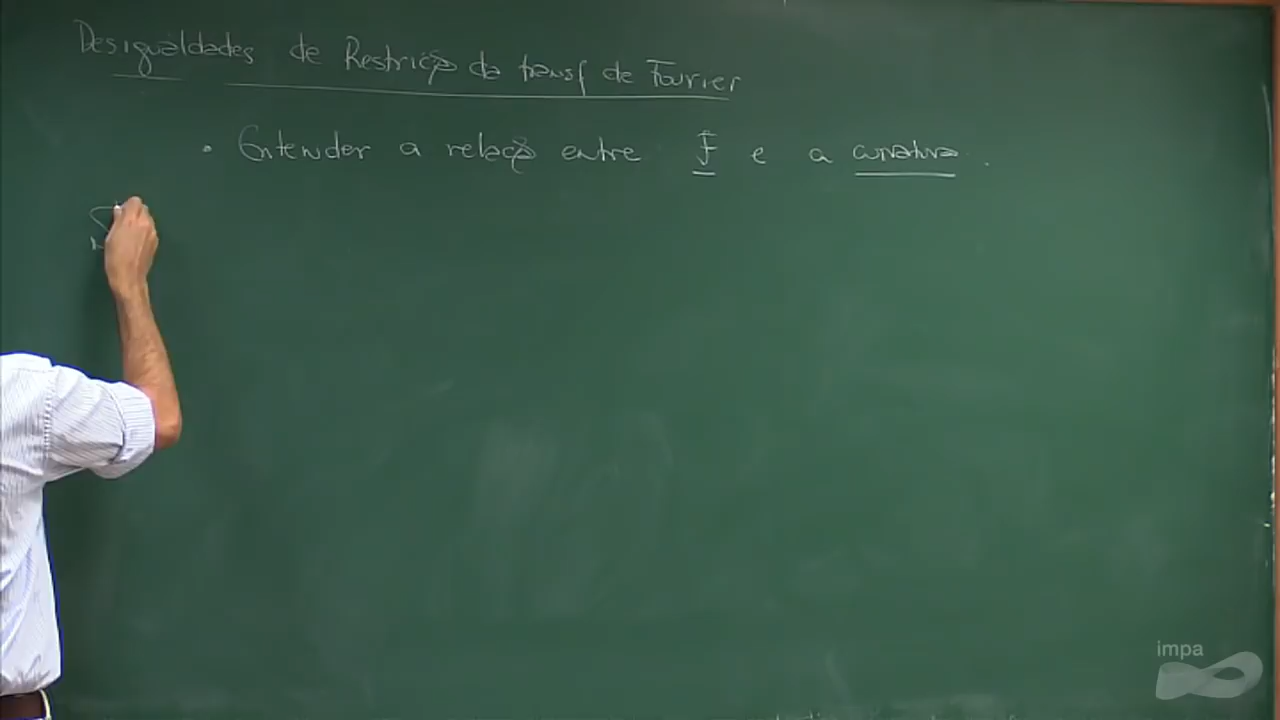 Desigualdades de Restrição da transf de Fourier
• Entender a relação entre F e a curvatura.
S
impa